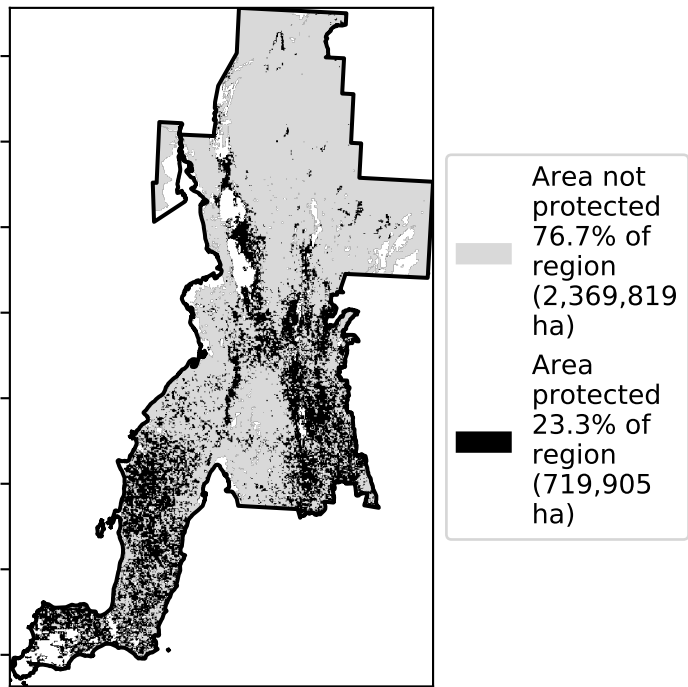 Area not
protected
76.7% of
region
(2,369,819
ha)
Area
protected
23.3% of
region
(719,905
ha)